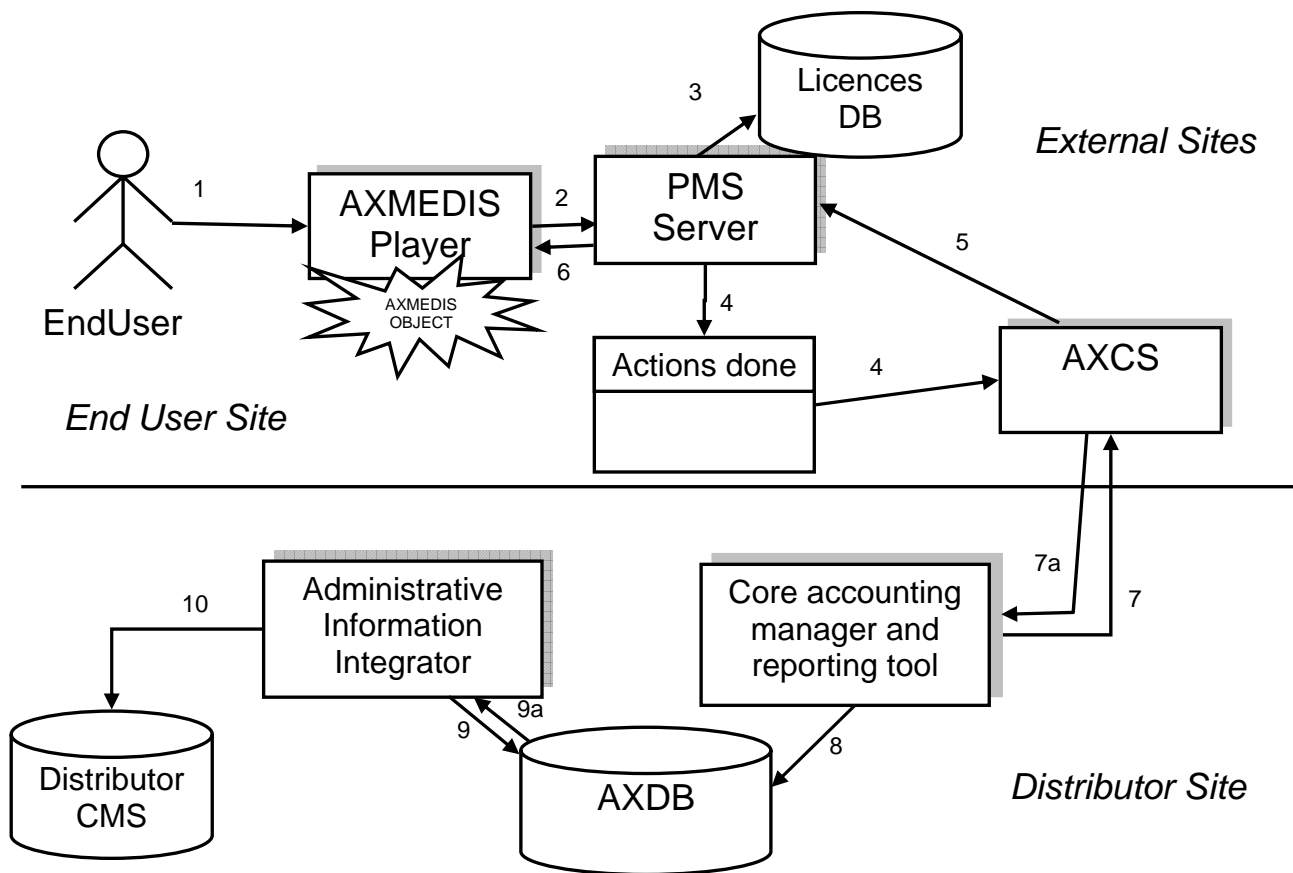 Licences
DB
3
External Sites
1
AXMEDIS
Player
2
6
PMS
Server
5
AXMEDIS
OBJECT
EndUser
4
Actions done
4
AXCS
End User Site
7a
7
10
Administrative
Information
Integrator
Core accounting
manager and
reporting tool
9
9a
8
Distributor
CMS
AXDB
Distributor Site